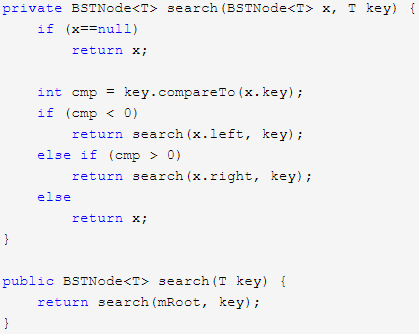 private BSTNode<T> search(BSTNode<T> x, T key) {
    if (x==null)
        return x;

    int cmp = key.compareTo(x.key);
    if (cmp < 0)
        return search(x.left, key);
    else if (cmp > 0)
        return search(x.right, key);
    else
        return x;
}

public BSTNode<T> search(T key) {
    return search(mRoot, key);
}